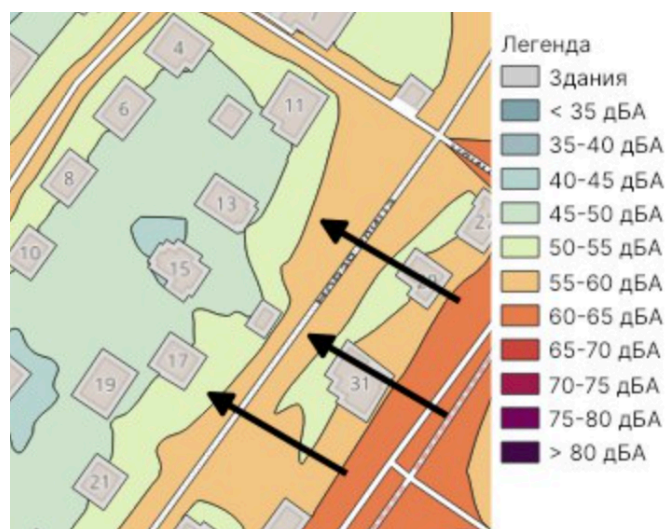 4
11
6
8
13
10
15
17
19
31
21
Легенда
Здания
< 35 дБА
35-40 дБА
40-45 дБА
45-50 дБА
50-55 дБА
55-60 дБА
60-65 дБА
65-70 дБА
70-75 дБА
75-80 дБА
> 80 дБА